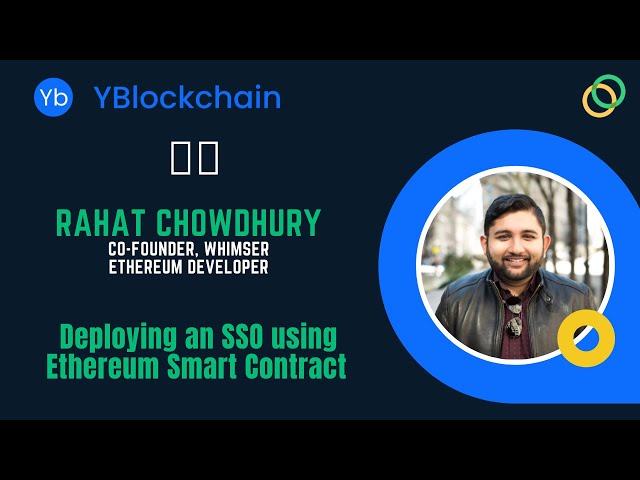 Yb YBlockchain
RAHAT CHOWDHURY
CO-FOUNDER, WHIMSER
ETHEREUM DEVELOPER
Deploying an SSO using
Ethereum Smart Contract